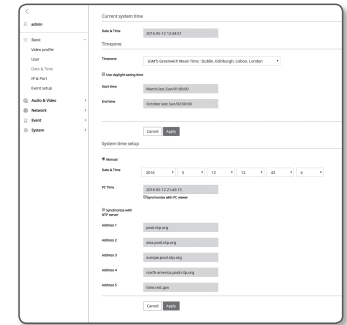 admin
Basic
Video profile
User
Date & Time
IP & Port
Event setup
Audio & Video
Network
Event
System
Current system time
Date & Time
2016-05-12 12:44:31
Timezone
Timezone
(GMT) Greenwich Mean Time : Dublin, Edinburgh, Lisbon, London
Use daylight saving time
Start time
March.last.Sun/01:00:00
End time
October.last.Sun/02:00:00
Cancel Apply
System time setup
Manual
Date & Time
2016 5 12 12 43 6
PC Time
2016-05-12 21:43:13
Synchronize with PC viewer
Synchronize with
NTP server
Address 1
pool.ntp.org
Address 2
asia.pool.ntp.org
Address 3
europe.pool.ntp.org
Address 4
north-america.pool.ntp.org
Address 5
time.nist.gov
Cancel Apply